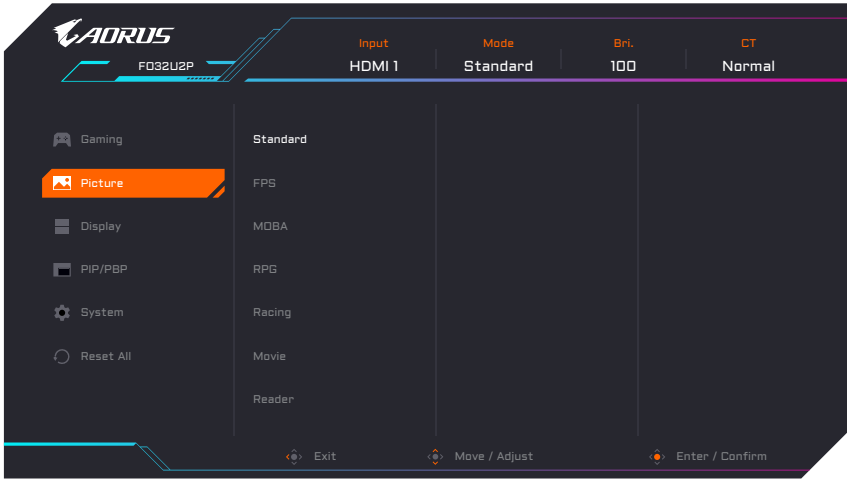 AORUS
FO32U2P
Input Mode Bri. CT
HDMI 1 Standard 100 Normal
Gaming Standard
Picture FPS
Display MOBA
PIP/PBP RPG
System Racing
Reset All Movie
Reader
Exit Move / Adjust Enter / Confirm